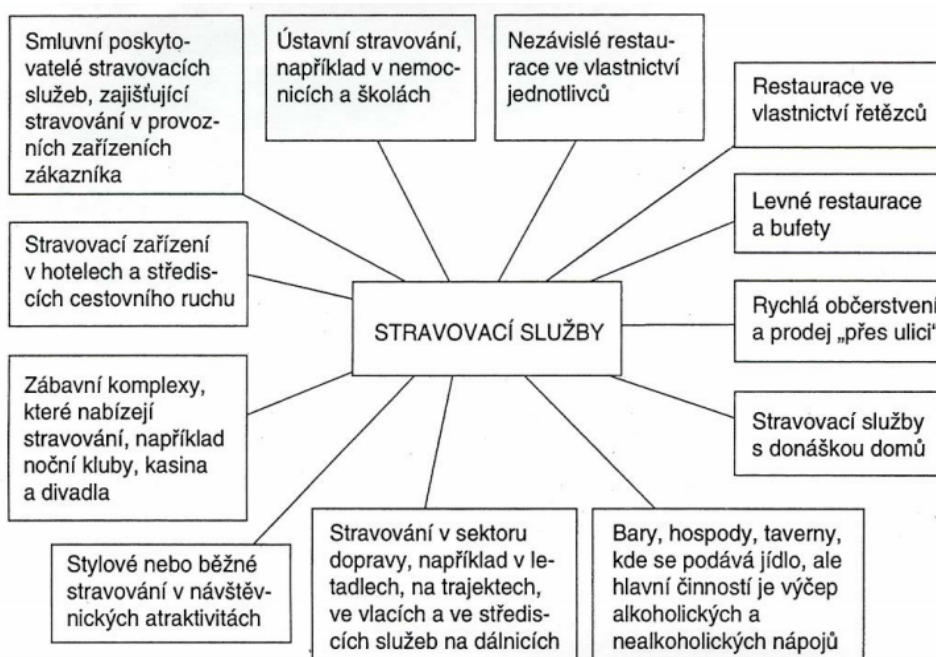 Smluvní poskyto-
vatelé stravovacích
služeb, zajišťující
stravování v provoz-
ních zařízeních
zákazníka
Ústavní stravování,
například v nemoc-
nicích a školách
Nezávislé restau-
race ve vlastnictví
jednotlivců
Restaurace ve
vlastnictví řetězců
Levné restaurace
a bufety
Rychlá občerstvení
a prodej „přes ulici“
Stravovací služby
s donáškou domů
Bary, hospody, taverny,
kde se podává jídlo, ale
hlavní činností je výčep
alkoholických a
nealkoholických nápojů
Stravování v sektoru
dopravy, například v le-
tadlech, na trajektech,
ve vlacích a ve středis-
cích služeb na dálnicích
Stylové nebo běžné
stravování v návštěv-
nických atraktivitách
Zábavní komplexy,
které nabízejí
stravování, například
noční kluby, kasina
a divadla
Stravovací zařízení
v hotelech a středis-
cích cestovního ruchu
STRAVOVACÍ SLUŽBY